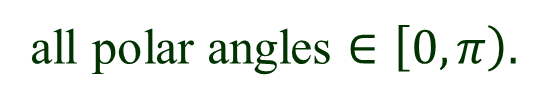 all polar angles ∈ [0, π).